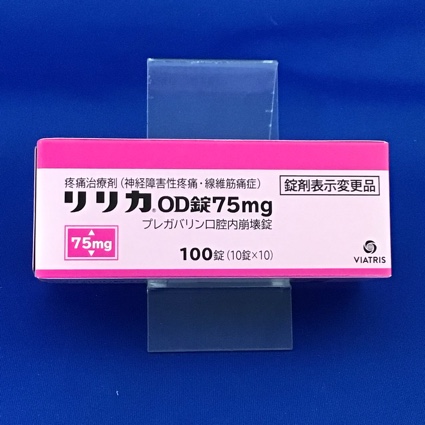 疼痛治療剤(神経障害性疼痛・線維筋痛症)
錠剤表示変更品
リリカ®OD錠75mg
プレガバリン口腔内崩壊錠
75mg
100錠(10錠×10)
VIATRIS